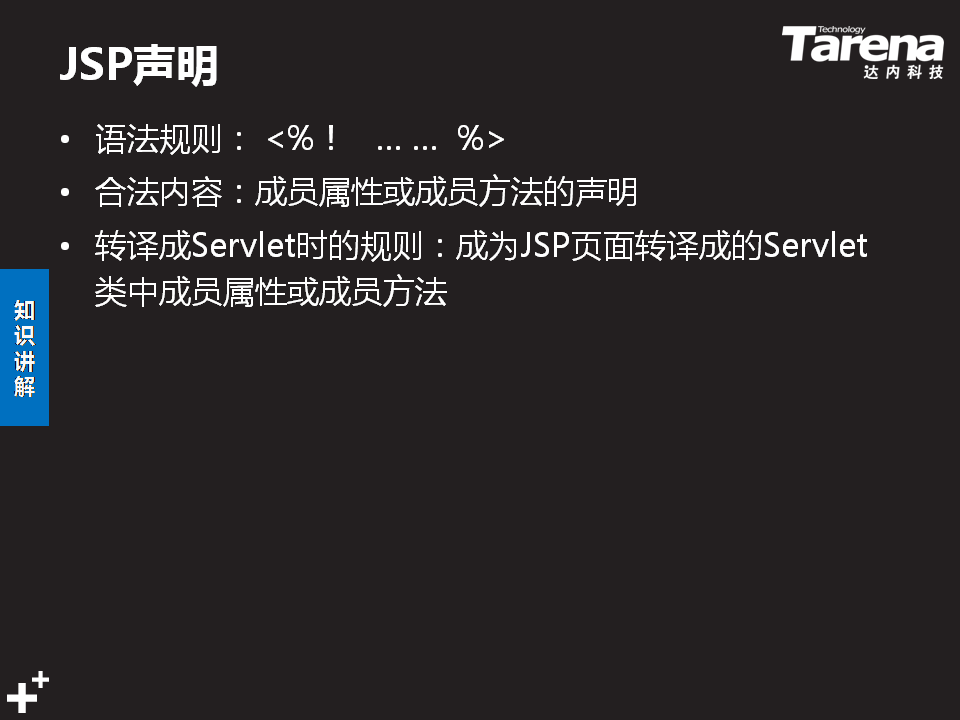 JSP声明
Technology
Tarena
达内科技
• 语法规则： <%！ … … %>
• 合法内容：成员属性或成员方法的声明
• 转译成Servlet时的规则：成为JSP页面转译成的Servlet
类中成员属性或成员方法
知识讲解